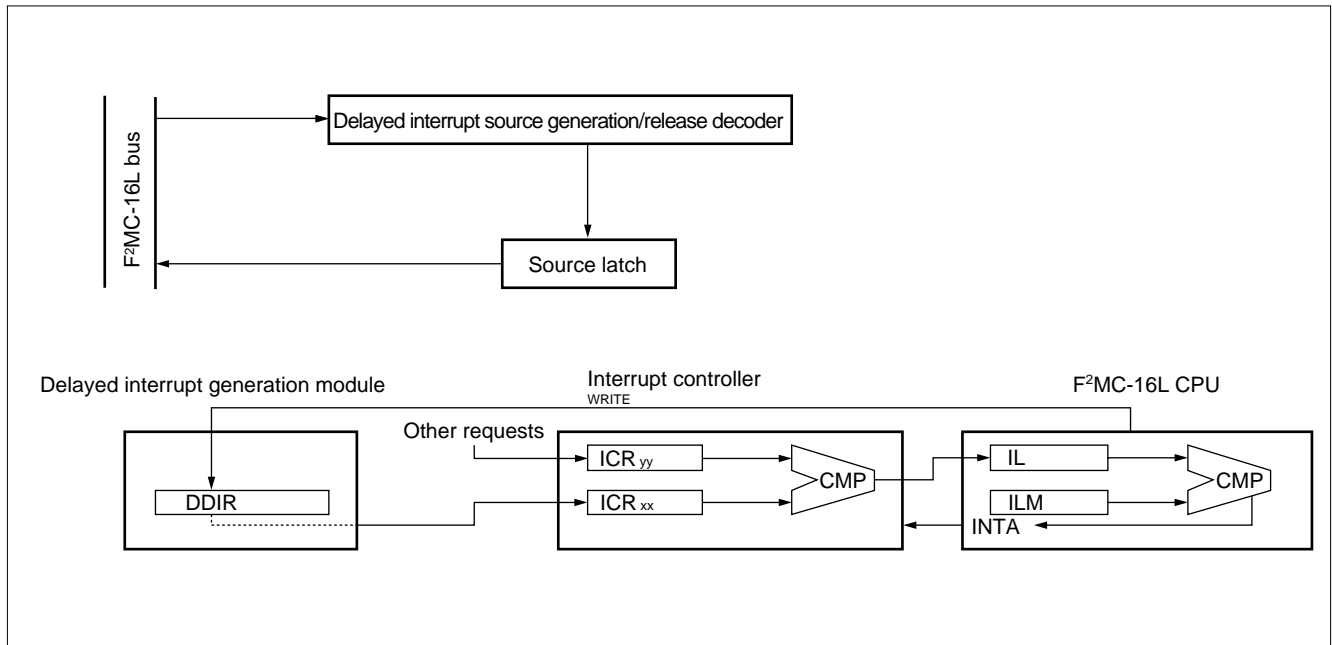 F²MC-16L bus
Delayed interrupt source generation/release decoder
Source latch
Delayed interrupt generation module
Interrupt controller
F²MC-16L CPU
WRITE
Other requests
ICR yy
CMP
IL
CMP
DDIR
ICR xx
ILM
INTA